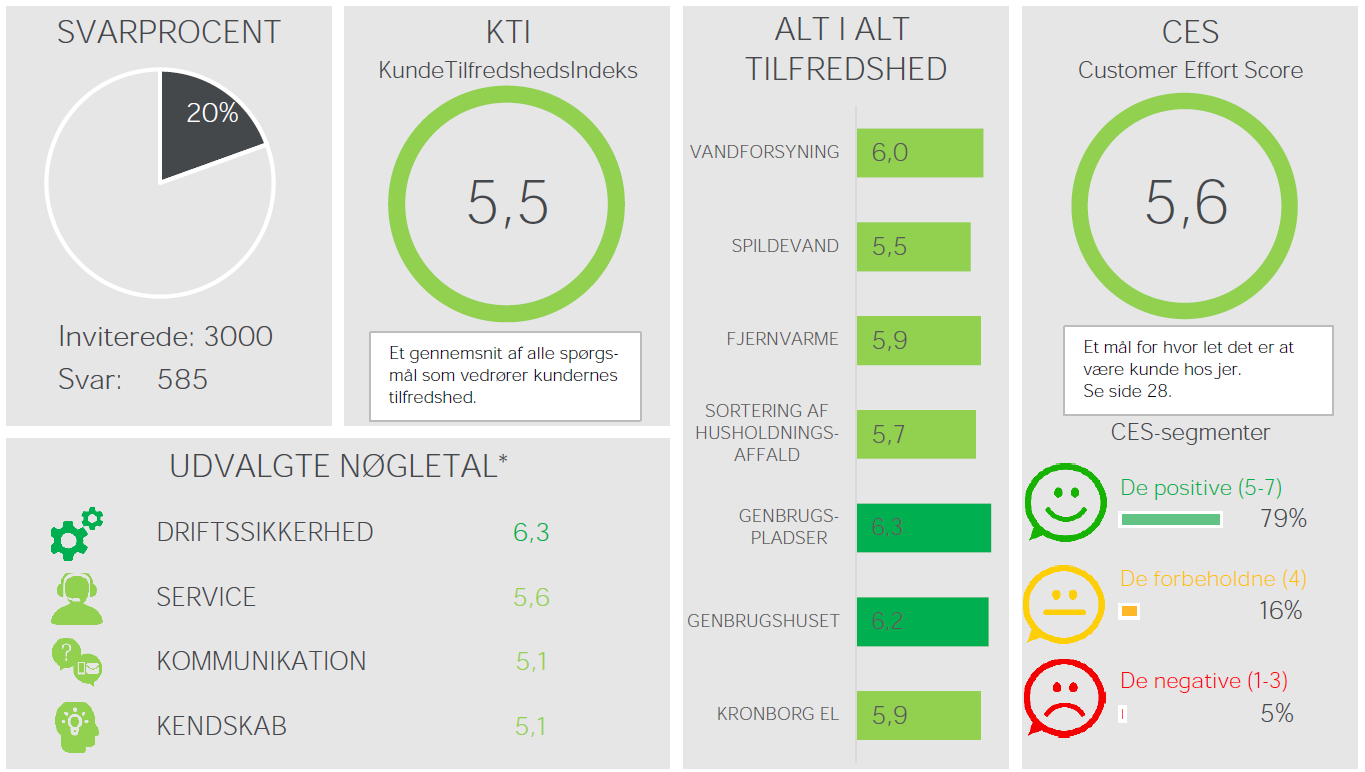 SVARPROCENT
20%
Inviterede: 3000
Svar: 585
KTI
KundeTilfredshedsIndeks
5,5
Et gennemsnit af alle spørgs-
mål som vedrører kundernes
tilfredshed.
UDVALGTE NØGLETAL*
DRIFTSSIKKERHED 6,3
SERVICE 5,6
KOMMUNIKATION 5,1
KENDSKAB 5,1
ALT I ALT
TILFREDSHED
VANDFORSYNING 6,0
SPILDEVAND 5,5
FJERNVARME 5,9
SORTERING AF
HUSHOLDNINGS-
AFFALD
5,7
GENBRUGS-
PLADSER
6,3
GENBRUGSHUSET 6,2
KRONBORG EL 5,9
CES
Customer Effort Score
5,6
Et mål for hvor let det er at
være kunde hos jer.
Se side 28.
CES-segmenter
De positive (5-7)
79%
De forbeholdne (4)
16%
De negative (1-3)
5%